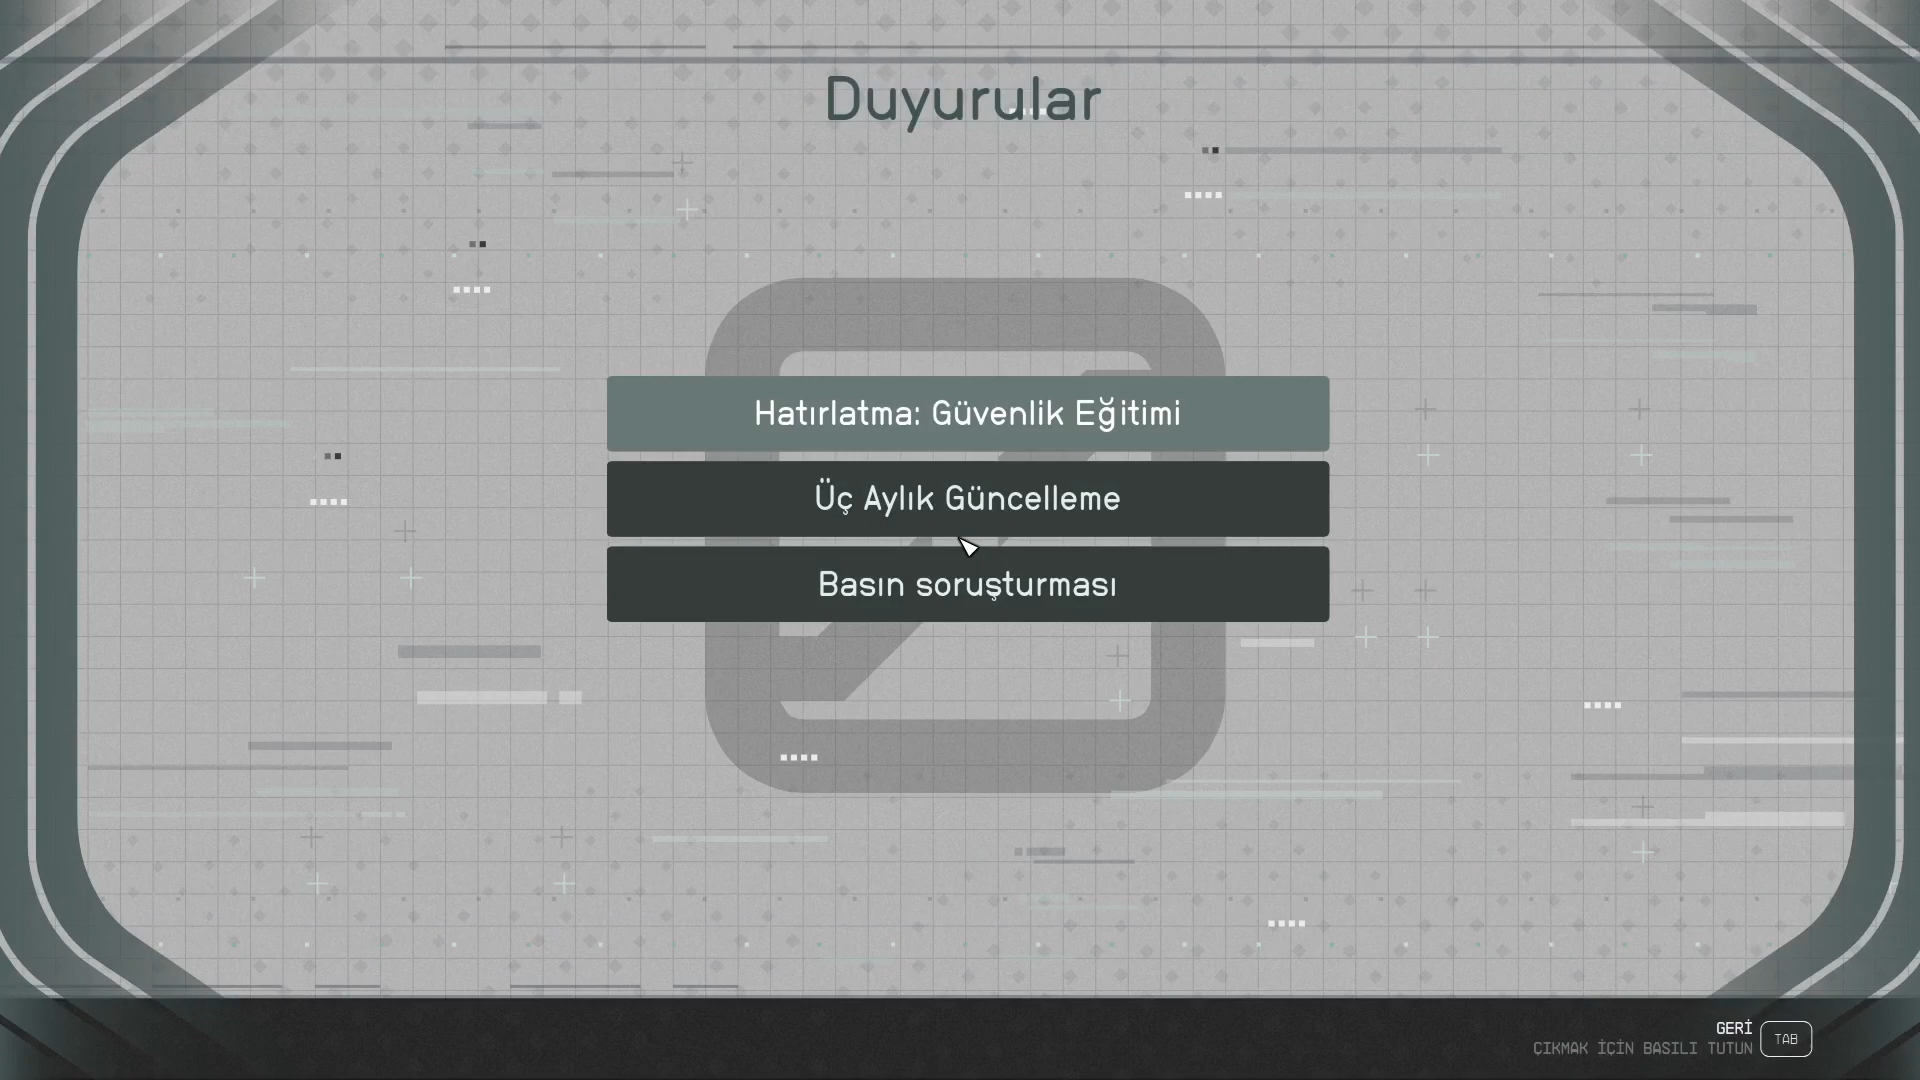 Duyurular
Hatırlatma: Güvenlik Eğitimi
Üç Aylık Güncelleme
Basın soruşturması
GERİ
ÇIKMAK İÇİN BASILI TUTUN
TAB